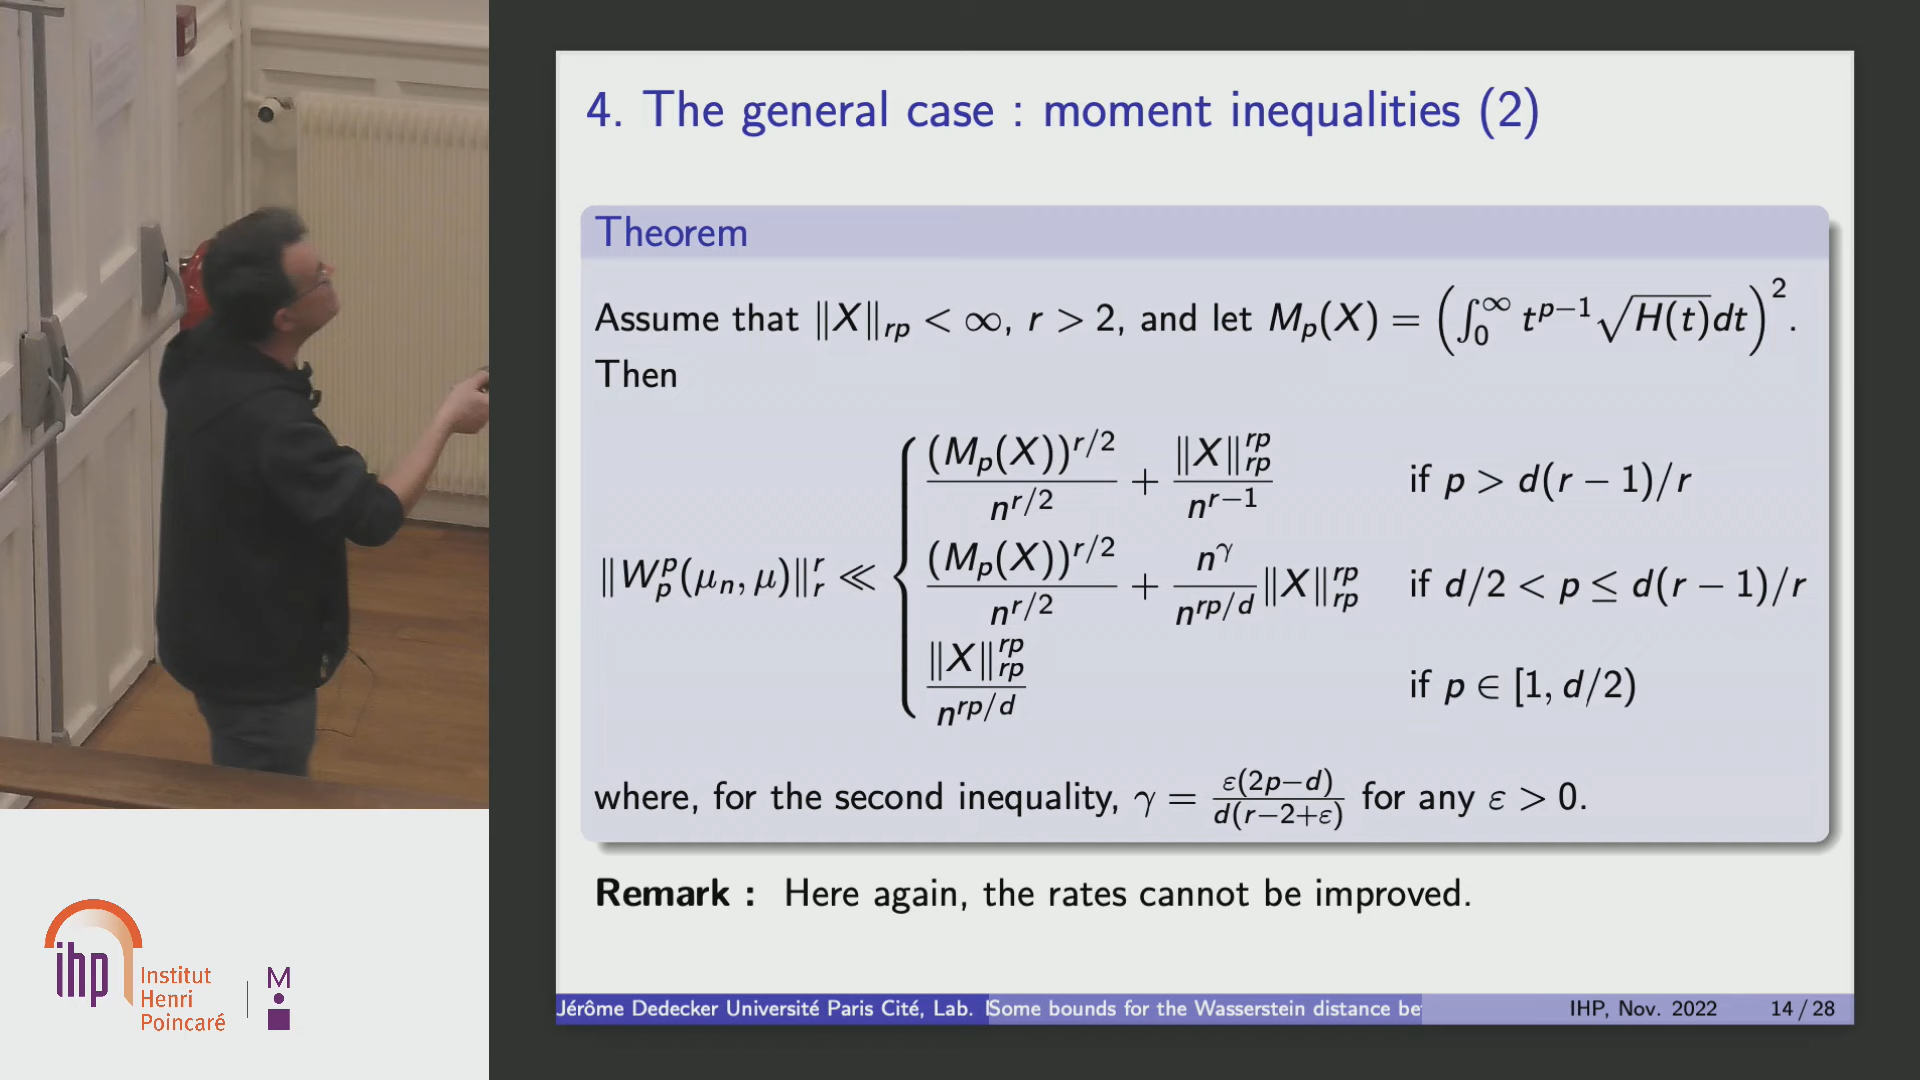 4. The general case : moment inequalities (2)
Theorem
Assume that ∥X∥_{rp} < ∞, r > 2, and let M_p(X) = (∫_0^∞ t^{p−1}√H(t)dt)^2.
Then
∥W_p^p(μ_n, μ)∥_r^r ≪ {
(M_p(X))^{r/2} / n^{r/2} + ∥X∥_{rp}^{rp} / n^{r−1} if p > d(r − 1)/r
(M_p(X))^{r/2} / n^{r/2} + n^γ / n^{rp/d} ∥X∥_{rp}^{rp} if d/2 < p ≤ d(r − 1)/r
∥X∥_{rp}^{rp} / n^{rp/d} if p ∈ [1, d/2)
where, for the second inequality, γ = ε(2p−d) / d(r−2+ε) for any ε > 0.
Remark : Here again, the rates cannot be improved.
Jérôme Dedecker Université Paris Cité, Lab. Some bounds for the Wasserstein distance be IHP, Nov. 2022 14 / 28
ihp
Institut
Henri
Poincaré
M